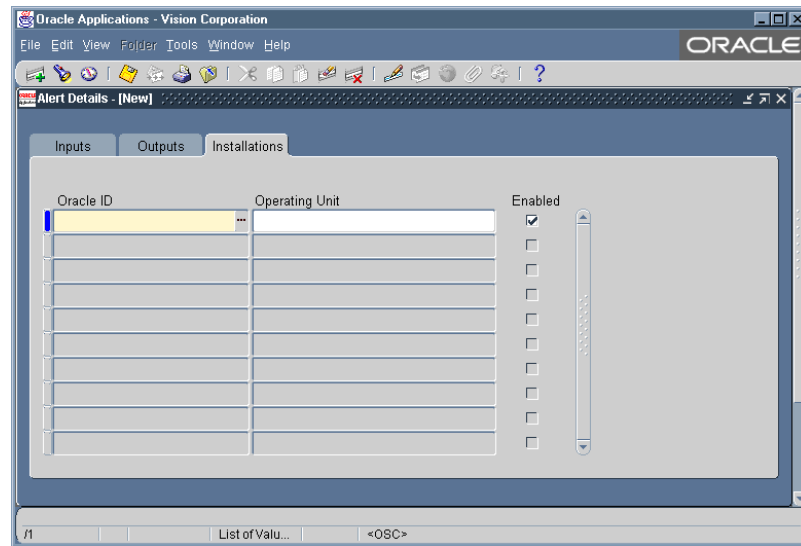 Oracle Applications - Vision Corporation
File Edit View Folder Tools Window Help
ORACLE
?
Alert Details - [New]
Inputs Outputs Installations
Oracle ID Operating Unit Enabled
...
/1 List of Valu... <OSC>